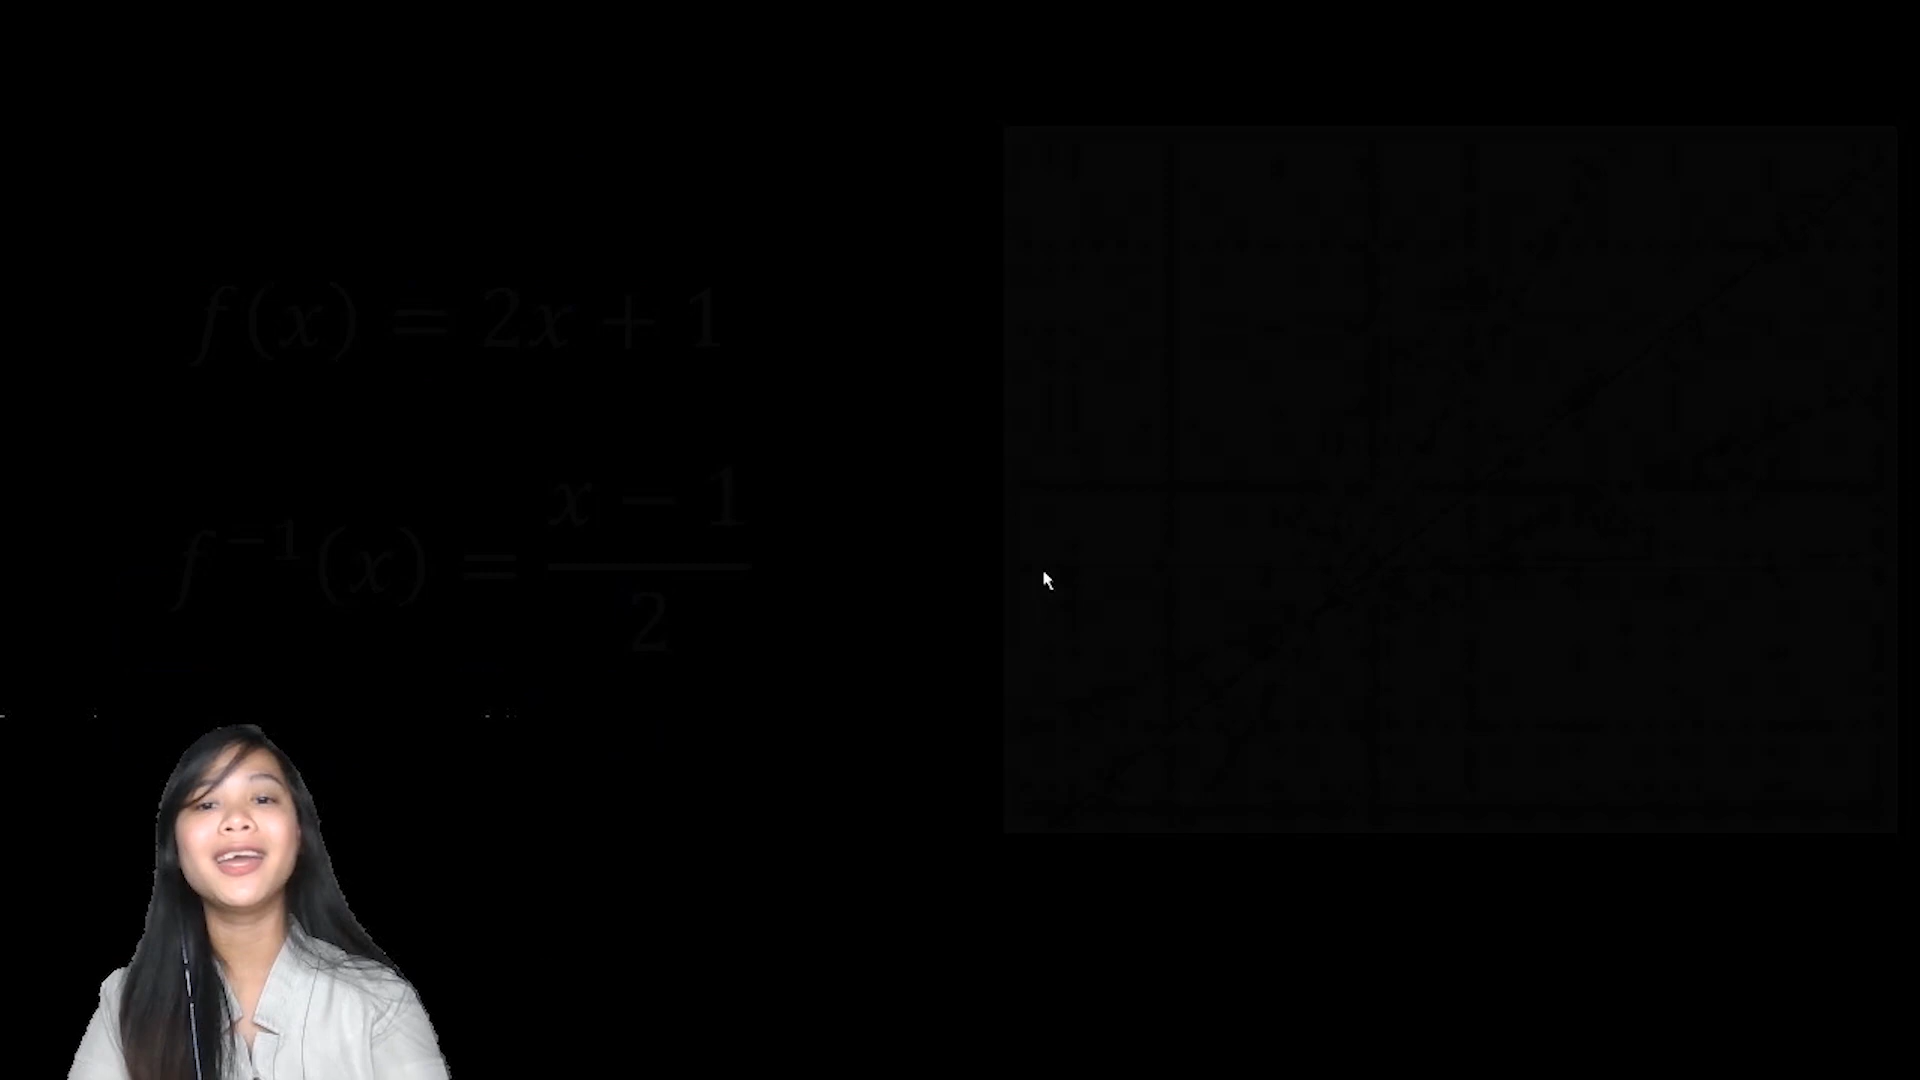 f(x) = 2x + 1
f⁻¹(x) = (x − 1)/2